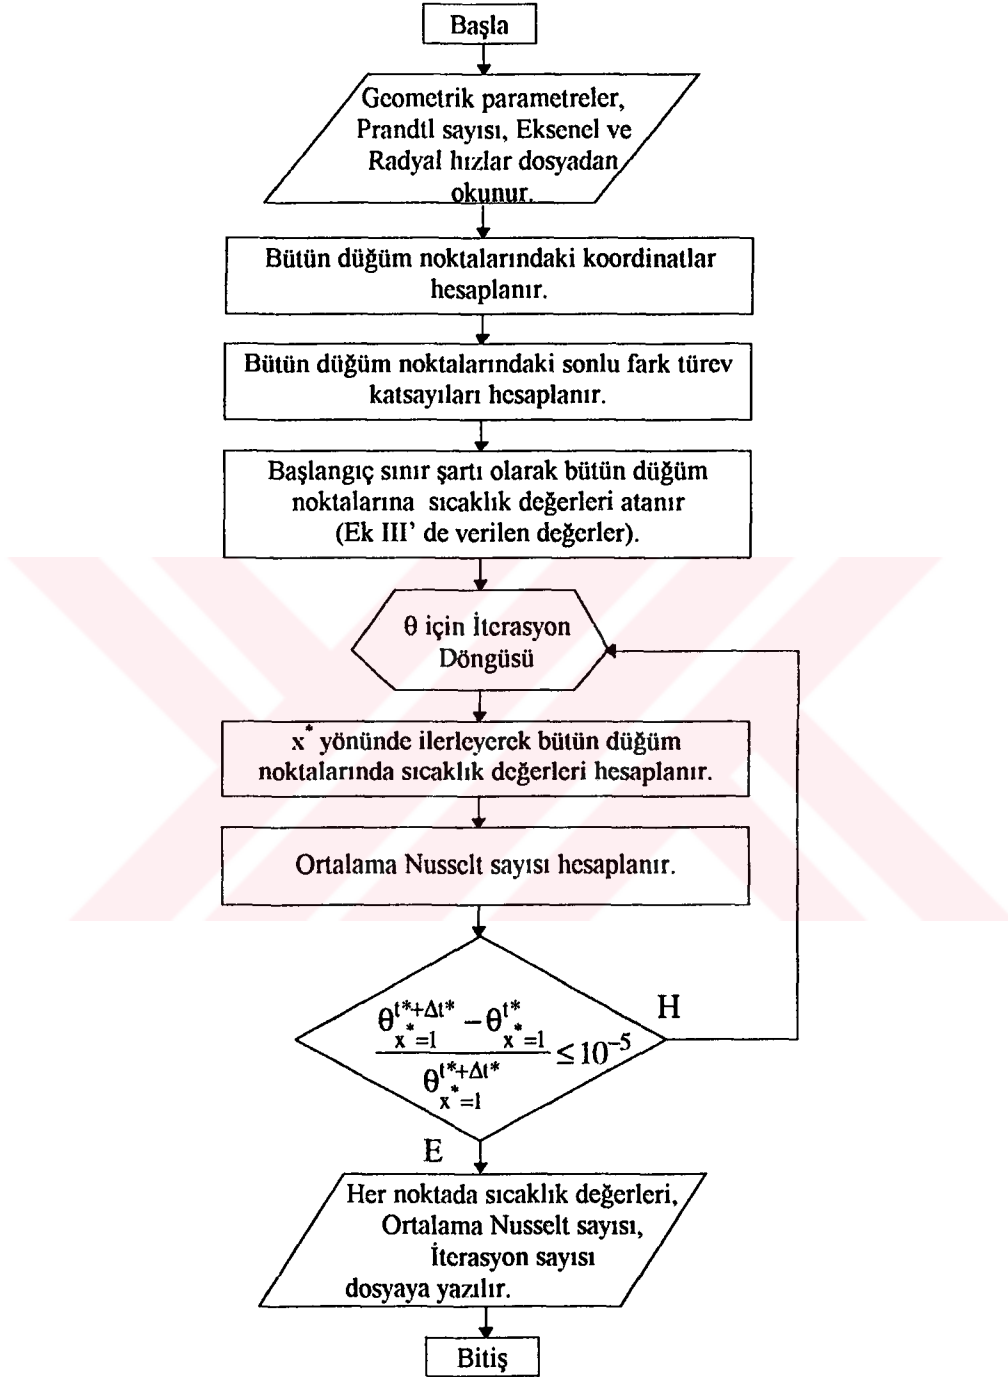 Başla
Geometrik parametreler,
Prandtl sayısı, Eksenel ve
Radyal hızlar dosyadan
okunur.
Bütün düğüm noktalarındaki koordinatlar
hesaplanır.
Bütün düğüm noktalarındaki sonlu fark türev
katsayıları hesaplanır.
Başlangıç sınır şartı olarak bütün düğüm
noktalarına sıcaklık değerleri atanır
(Ek III' de verilen değerler).
θ için İterasyon
Döngüsü
x* yönünde ilerleyerek bütün düğüm
noktalarında sıcaklık değerleri hesaplanır.
Ortalama Nusselt sayısı hesaplanır.
θ^{t*+Δt*}_{x*=1} − θ^{t*}_{x*=1}
≤ 10^{−5}
θ^{t*+Δt*}_{x*=1}
H
E
Her noktada sıcaklık değerleri,
Ortalama Nusselt sayısı,
İterasyon sayısı
dosyaya yazılır.
Bitiş